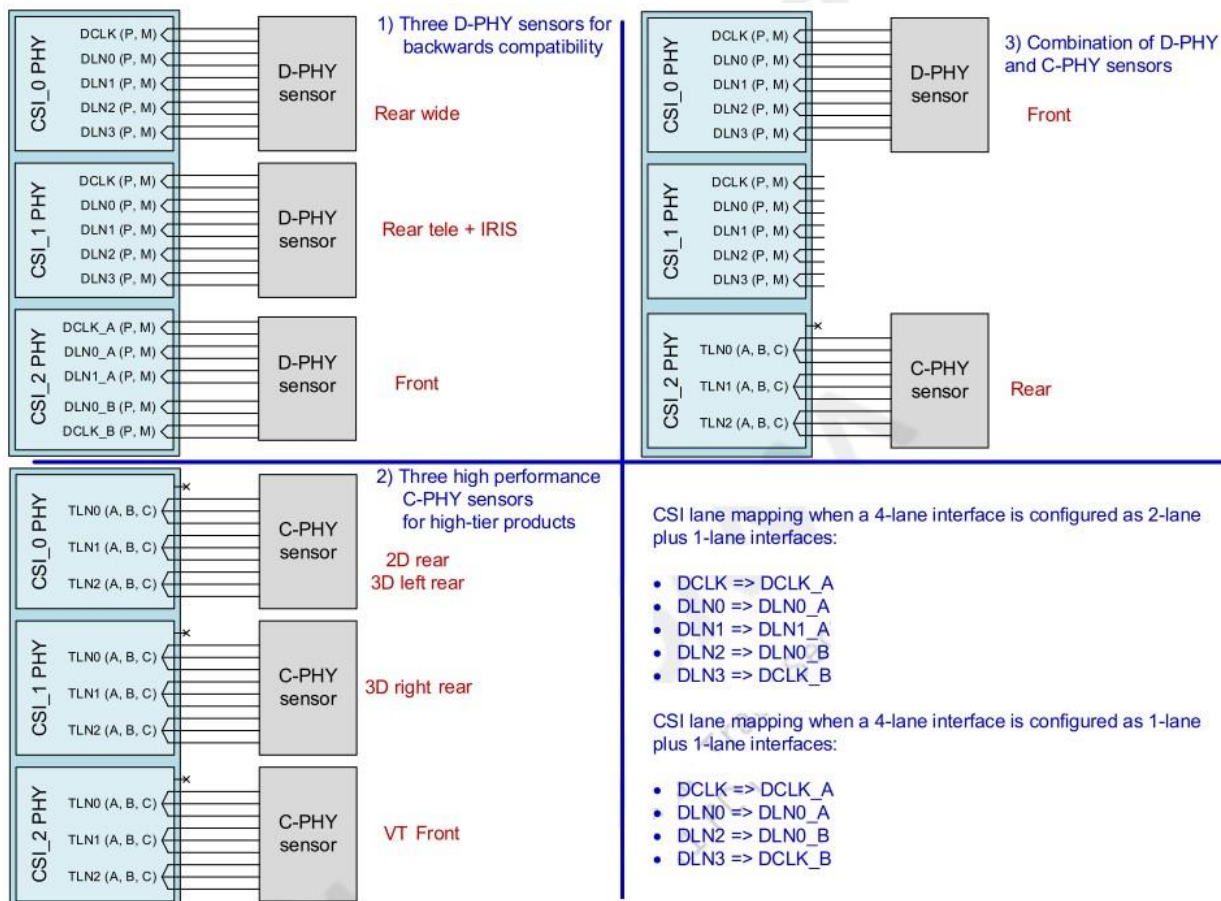 1) Three D-PHY sensors for
backwards compatibility
CSI_0 PHY
DCLK (P, M)
DLN0 (P, M)
DLN1 (P, M)
DLN2 (P, M)
DLN3 (P, M)
D-PHY
sensor
Rear wide
CSI_1 PHY
DCLK (P, M)
DLN0 (P, M)
DLN1 (P, M)
DLN2 (P, M)
DLN3 (P, M)
D-PHY
sensor
Rear tele + IRIS
CSI_2 PHY
DCLK_A (P, M)
DLN0_A (P, M)
DLN1_A (P, M)
DLN0_B (P, M)
DCLK_B (P, M)
D-PHY
sensor
Front
3) Combination of D-PHY
and C-PHY sensors
CSI_0 PHY
DCLK (P, M)
DLN0 (P, M)
DLN1 (P, M)
DLN2 (P, M)
DLN3 (P, M)
D-PHY
sensor
Front
CSI_1 PHY
DCLK (P, M)
DLN0 (P, M)
DLN1 (P, M)
DLN2 (P, M)
DLN3 (P, M)
CSI_2 PHY
TLN0 (A, B, C)
TLN1 (A, B, C)
TLN2 (A, B, C)
C-PHY
sensor
Rear
2) Three high performance
C-PHY sensors
for high-tier products
CSI_0 PHY
TLN0 (A, B, C)
TLN1 (A, B, C)
TLN2 (A, B, C)
C-PHY
sensor
2D rear
3D left rear
CSI_1 PHY
TLN0 (A, B, C)
TLN1 (A, B, C)
TLN2 (A, B, C)
C-PHY
sensor
3D right rear
CSI_2 PHY
TLN0 (A, B, C)
TLN1 (A, B, C)
TLN2 (A, B, C)
C-PHY
sensor
VT Front
CSI lane mapping when a 4-lane interface is configured as 2-lane
plus 1-lane interfaces:
• DCLK => DCLK_A
• DLN0 => DLN0_A
• DLN1 => DLN1_A
• DLN2 => DLN0_B
• DLN3 => DCLK_B
CSI lane mapping when a 4-lane interface is configured as 1-lane
plus 1-lane interfaces:
• DCLK => DCLK_A
• DLN0 => DLN0_A
• DLN2 => DLN0_B
• DLN3 => DCLK_B